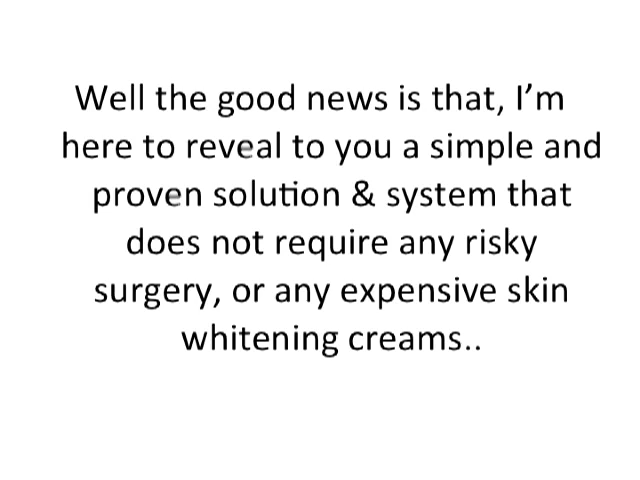 Well the good news is that, I’m
here to reveal to you a simple and
proven solution & system that
does not require any risky
surgery, or any expensive skin
whitening creams..